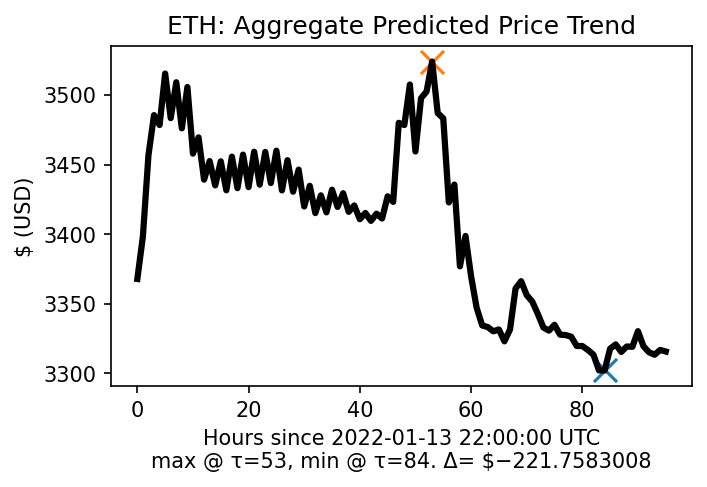 ETH: Aggregate Predicted Price Trend
3500
3450
3400
3350
3300
$ (USD)
0 20 40 60 80
Hours since 2022-01-13 22:00:00 UTC
max @ τ=53, min @ τ=84. Δ= $−221.7583008